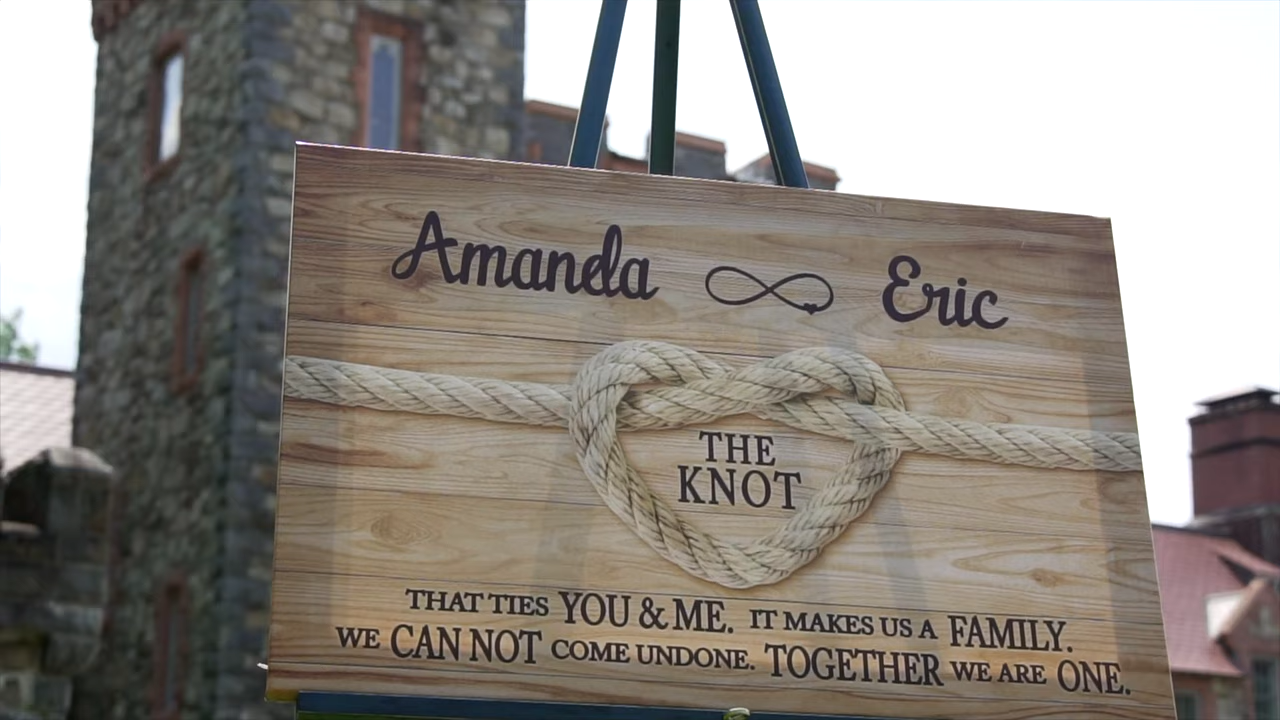 Amanda ∞ Eric
THE
KNOT
THAT TIES YOU & ME. IT MAKES US A FAMILY.
WE CAN NOT COME UNDONE. TOGETHER WE ARE ONE.